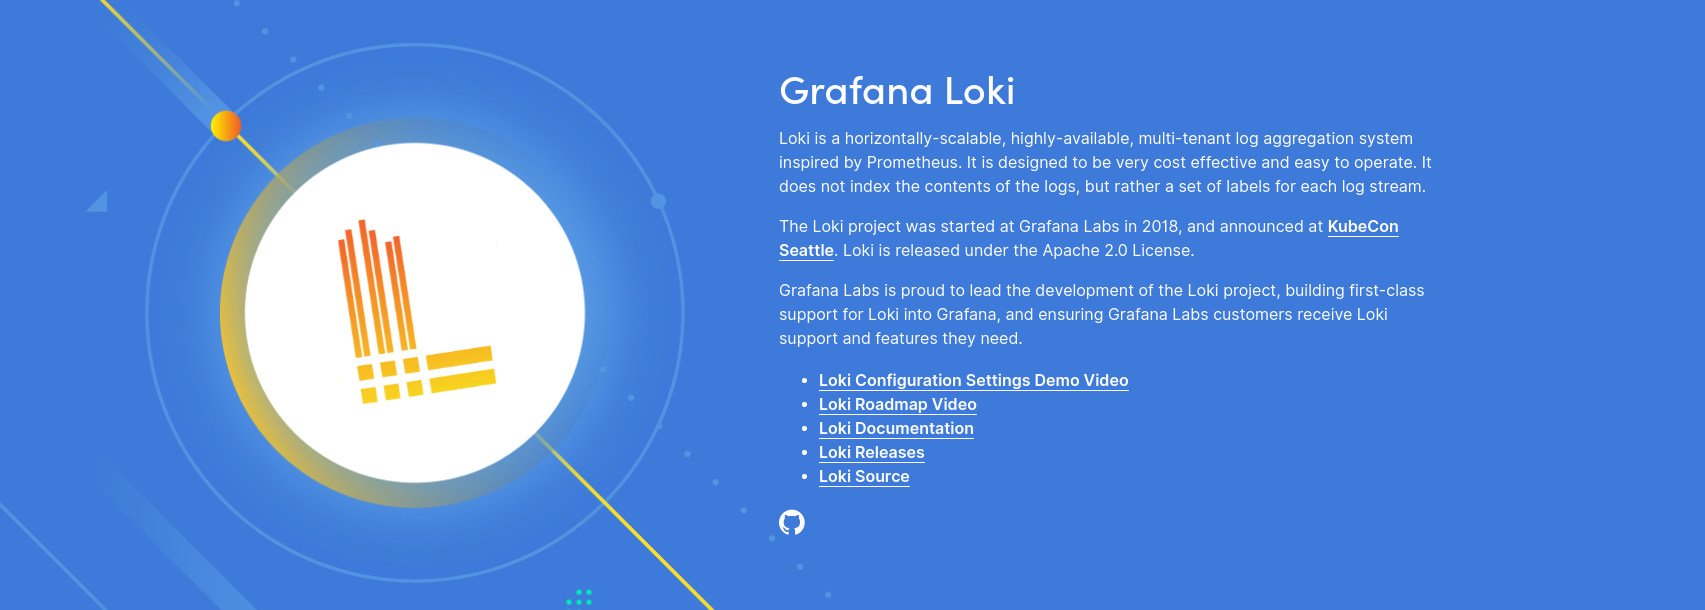 Grafana Loki
Loki is a horizontally-scalable, highly-available, multi-tenant log aggregation system
inspired by Prometheus. It is designed to be very cost effective and easy to operate. It
does not index the contents of the logs, but rather a set of labels for each log stream.
The Loki project was started at Grafana Labs in 2018, and announced at KubeCon
Seattle. Loki is released under the Apache 2.0 License.
Grafana Labs is proud to lead the development of the Loki project, building first-class
support for Loki into Grafana, and ensuring Grafana Labs customers receive Loki
support and features they need.
• Loki Configuration Settings Demo Video
• Loki Roadmap Video
• Loki Documentation
• Loki Releases
• Loki Source